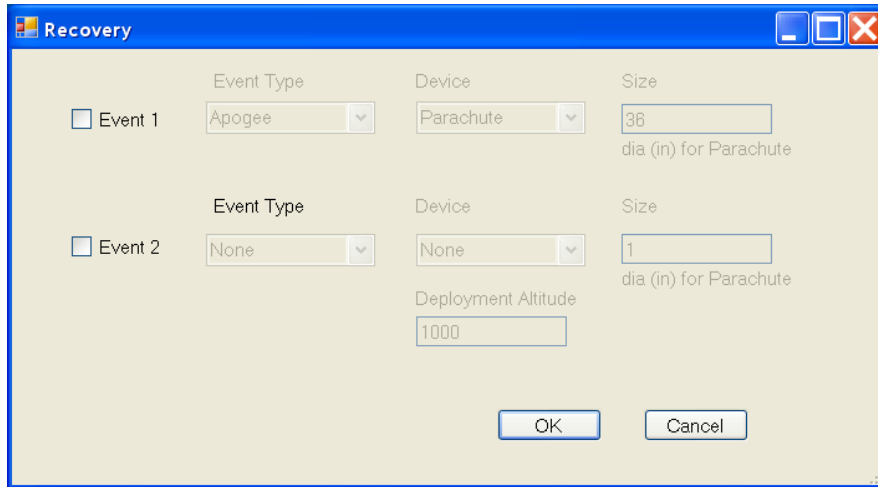 Recovery
Event Type Device Size
Event 1 Apogee Parachute 36
dia (in) for Parachute
Event Type Device Size
Event 2 None None 1
dia (in) for Parachute
Deployment Altitude
1000
OK Cancel